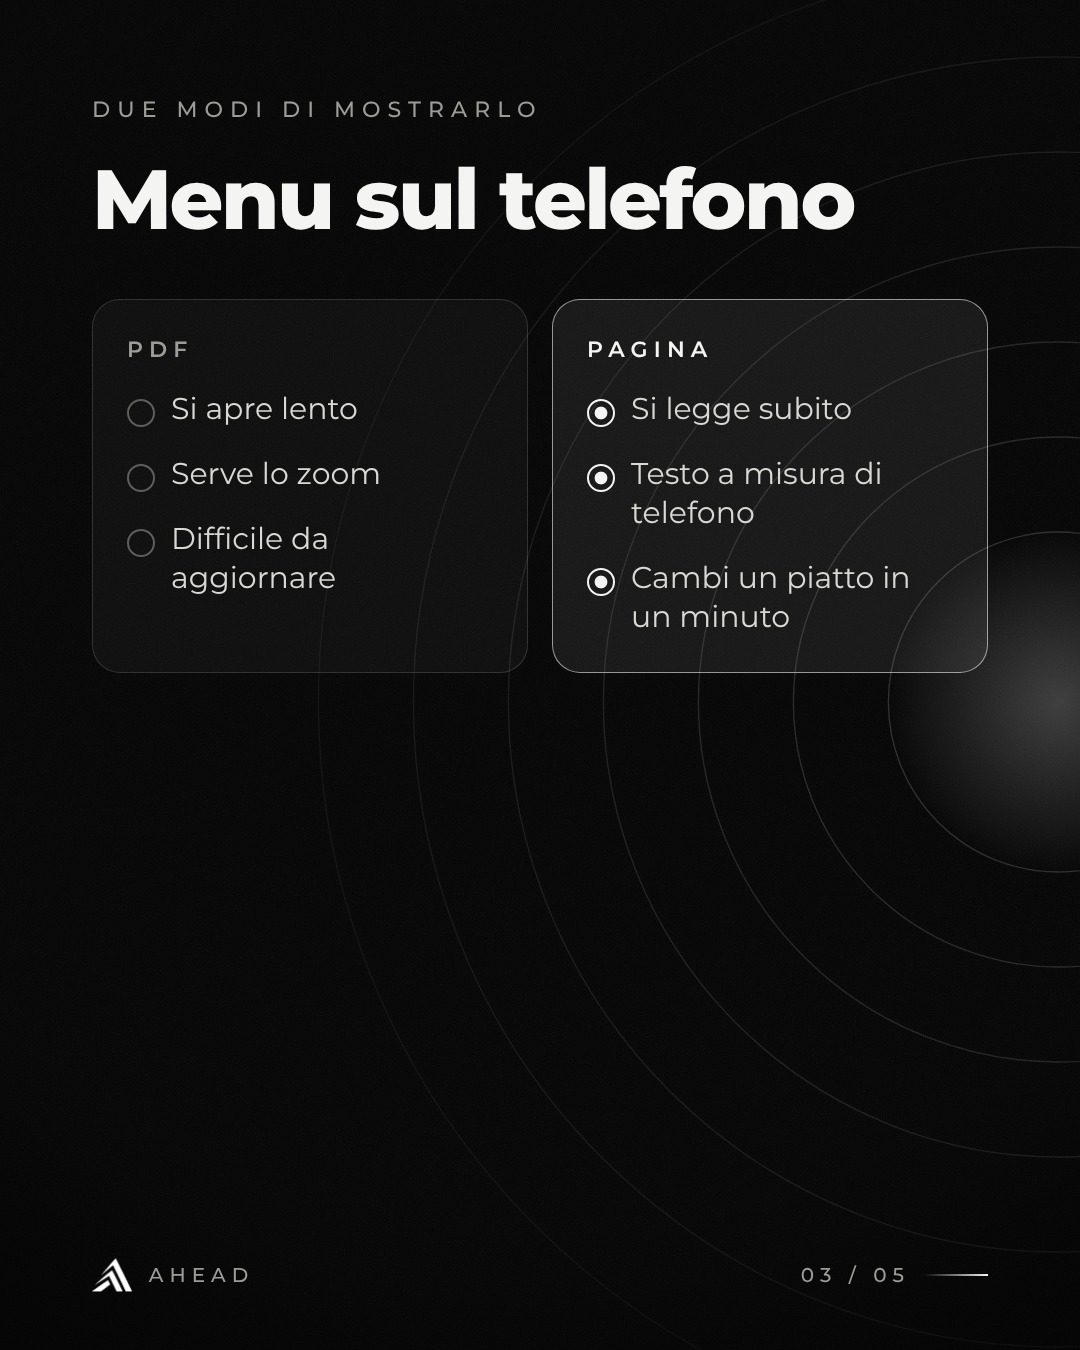 DUE MODI DI MOSTRARLO
Menu sul telefono
PDF
Si apre lento
Serve lo zoom
Difficile da
aggiornare
PAGINA
Si legge subito
Testo a misura di
telefono
Cambi un piatto in
un minuto
AHEAD
03 / 05